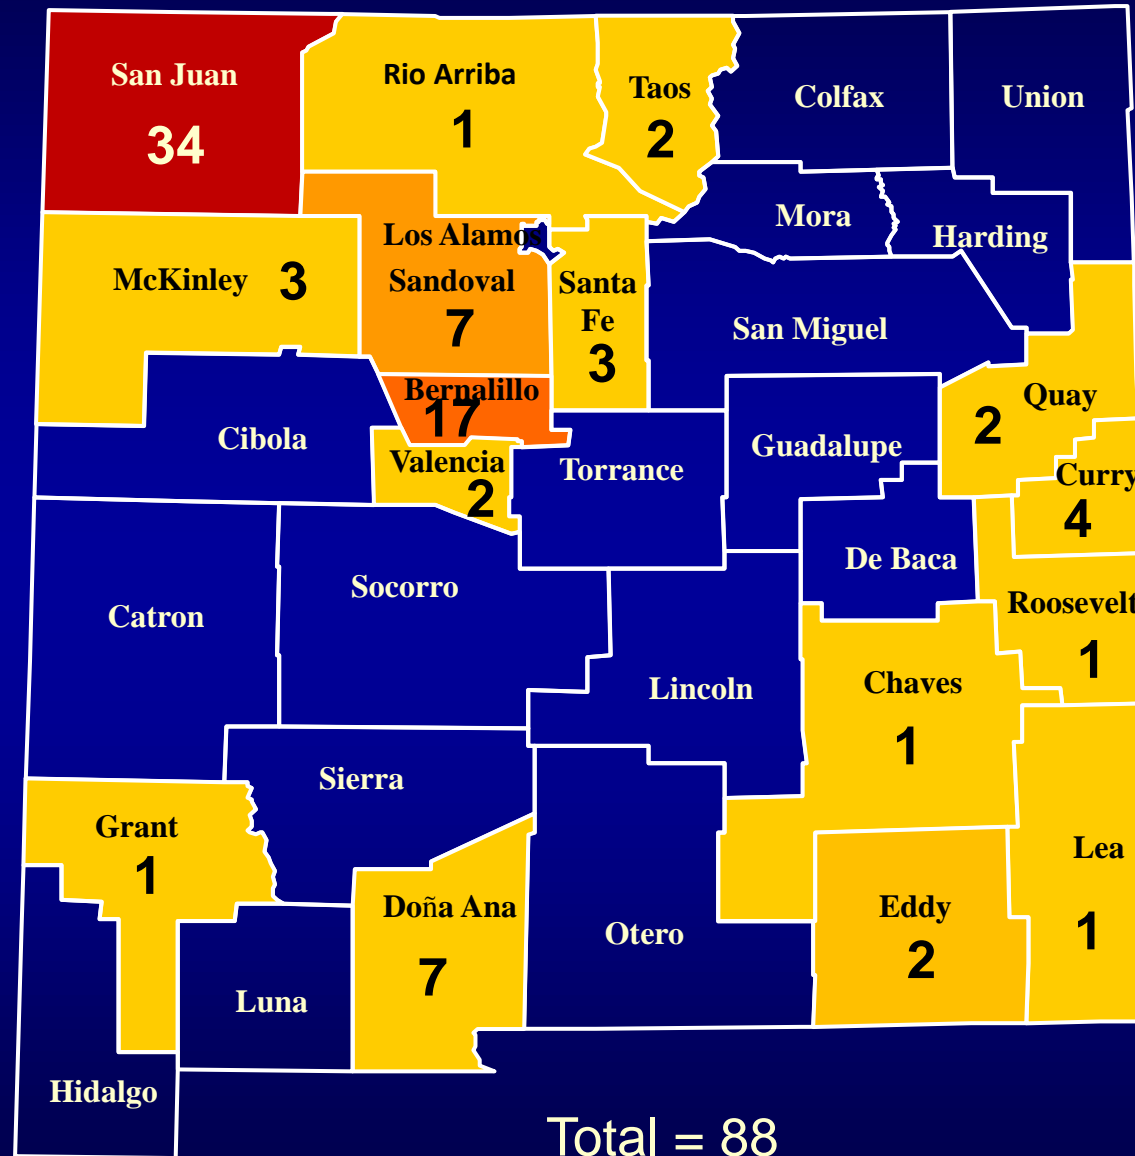 San Juan
34
Rio Arriba
1
Taos
2
Colfax
Union
Mora
Harding
McKinley 3
Los Alamos
Sandoval
7
Santa
Fe
3
San Miguel
Bernalillo
17
Quay
2
Cibola
Valencia
2
Torrance
Guadalupe
Curry
4
De Baca
Catron
Socorro
Roosevelt
1
Lincoln
Chaves
1
Sierra
Grant
1
Lea
1
Doña Ana
7
Otero
Eddy
2
Luna
Hidalgo
Total = 88